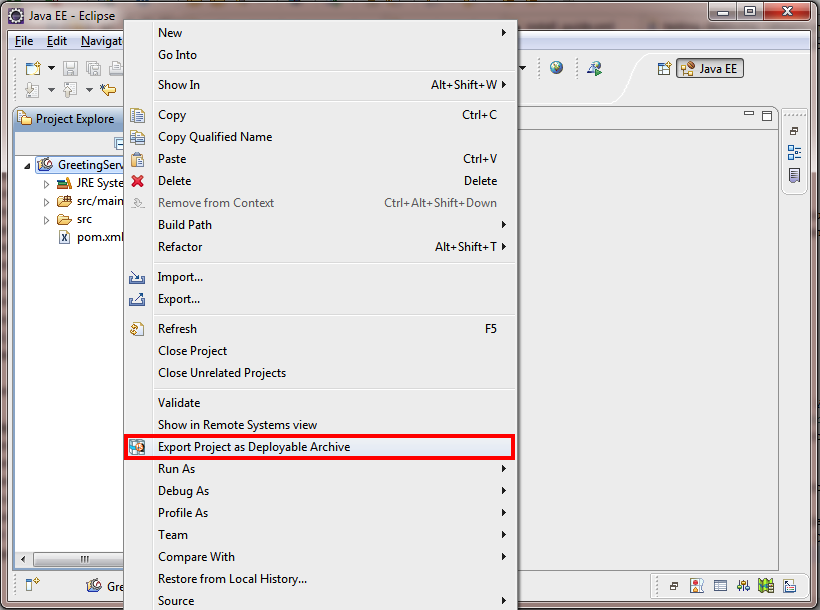 Java EE - Eclipse
File Edit Navigat
Java EE
Project Explore
GreetingServ
JRE Syste
src/main
src
pom.xml
New
Go Into
Show In Alt+Shift+W
Copy Ctrl+C
Copy Qualified Name
Paste Ctrl+V
Delete Delete
Remove from Context Ctrl+Alt+Shift+Down
Build Path
Refactor Alt+Shift+T
Import...
Export...
Refresh F5
Close Project
Close Unrelated Projects
Validate
Show in Remote Systems view
Export Project as Deployable Archive
Run As
Debug As
Profile As
Team
Compare With
Restore from Local History...
Source
Gre